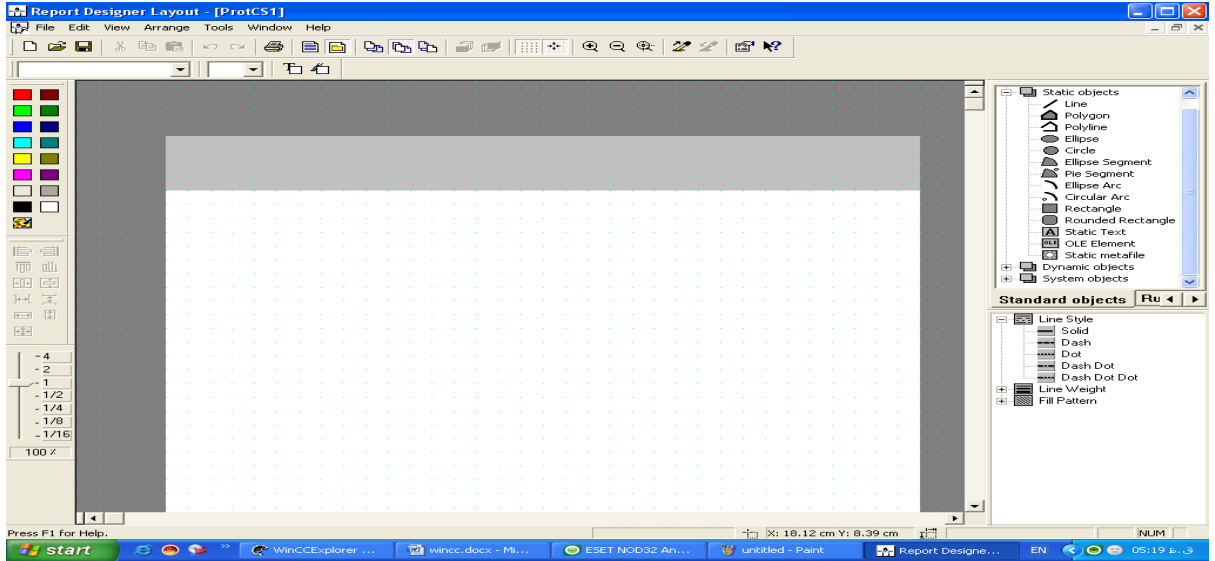 Report Designer Layout - [ProtCS1]
File Edit View Arrange Tools Window Help
Static objects
Line
Polygon
Polyline
Ellipse
Circle
Ellipse Segment
Pie Segment
Ellipse Arc
Circular Arc
Rectangle
Rounded Rectangle
A Static Text
OLE OLE Element
Static metafile
Dynamic objects
System objects
Standard objects Ru
Line Style
Solid
Dash
Dot
Dash Dot
Dash Dot Dot
Line Weight
Fill Pattern
4
2
1
1/2
1/4
1/8
1/16
100 %
Press F1 for Help.
X: 18.12 cm Y: 8.39 cm
NUM
start
WinCCExplorer ...
wincc.docx - Mi...
ESET NOD32 An...
untitled - Paint
Report Designe...
EN
05:19 ق.ظ